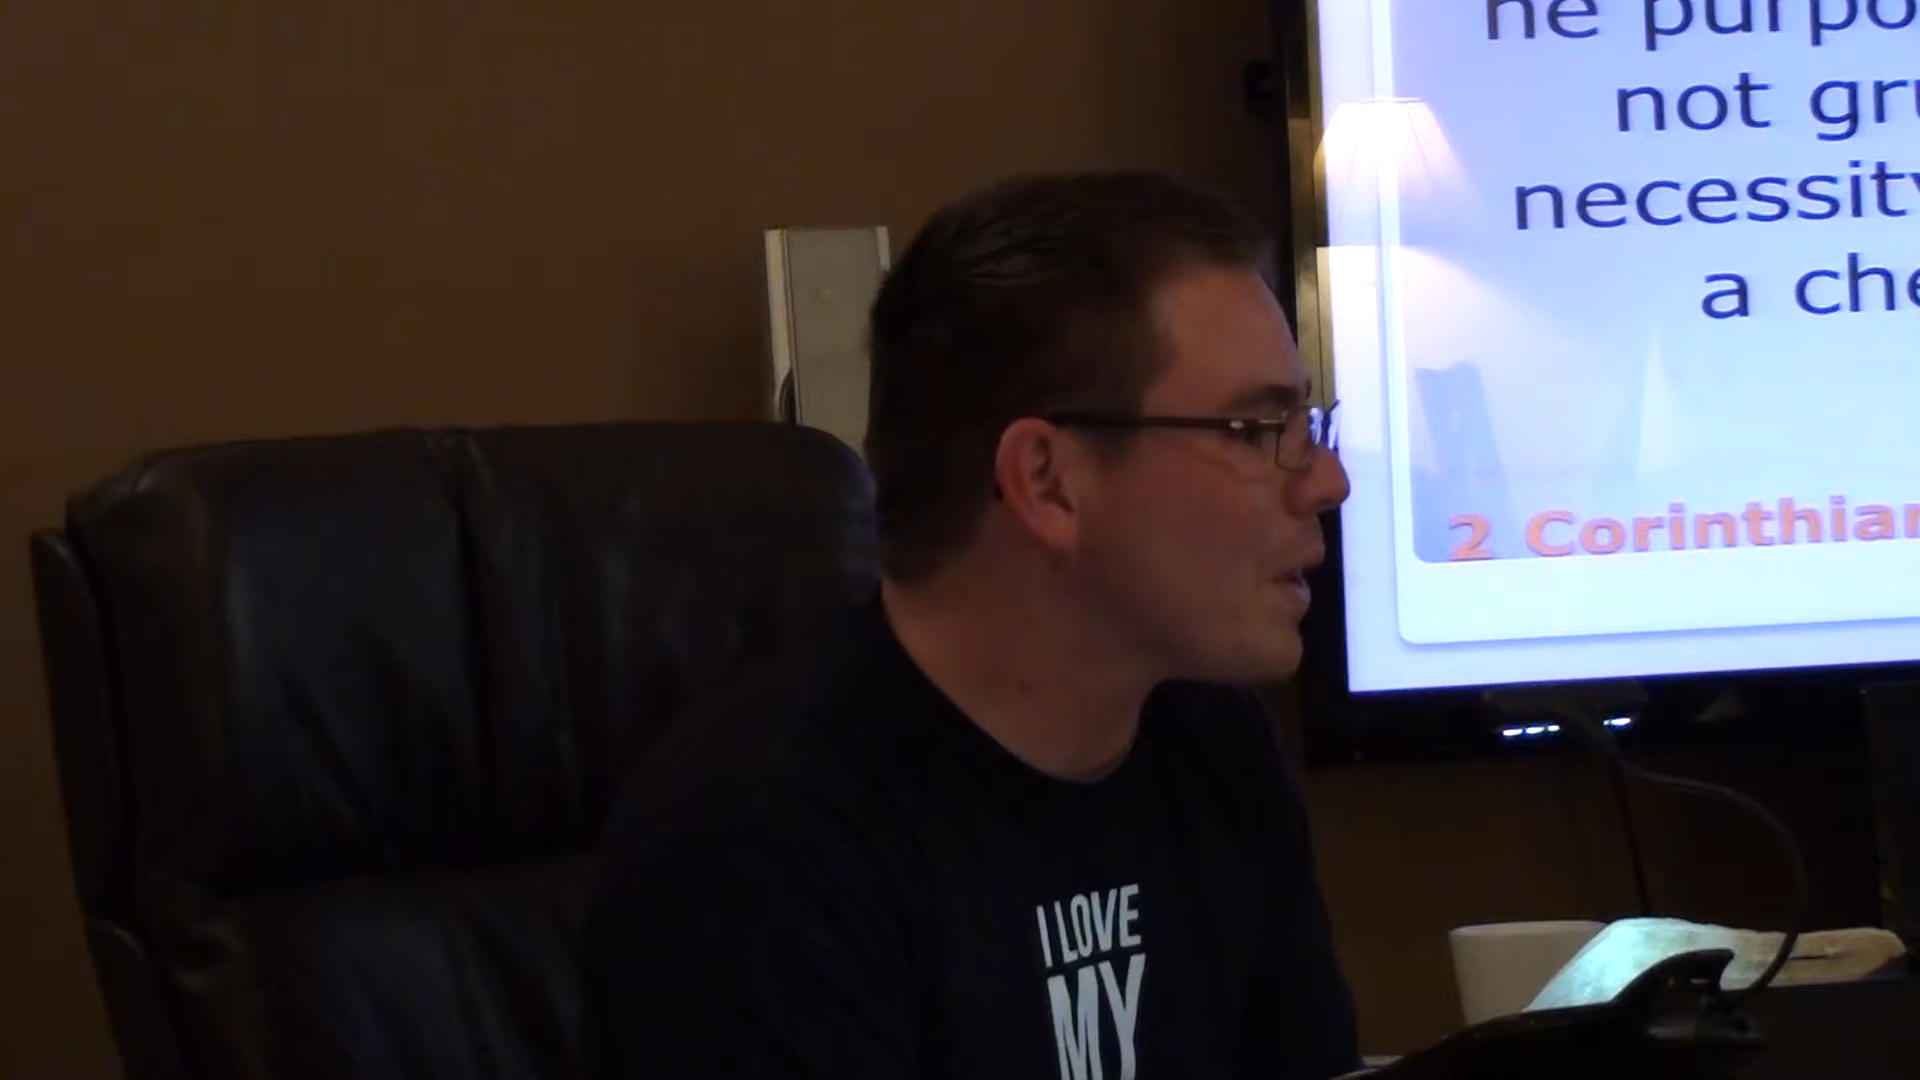 he purpo
not gru
necessity
a che
2 Corinthian
I LOVE
MY